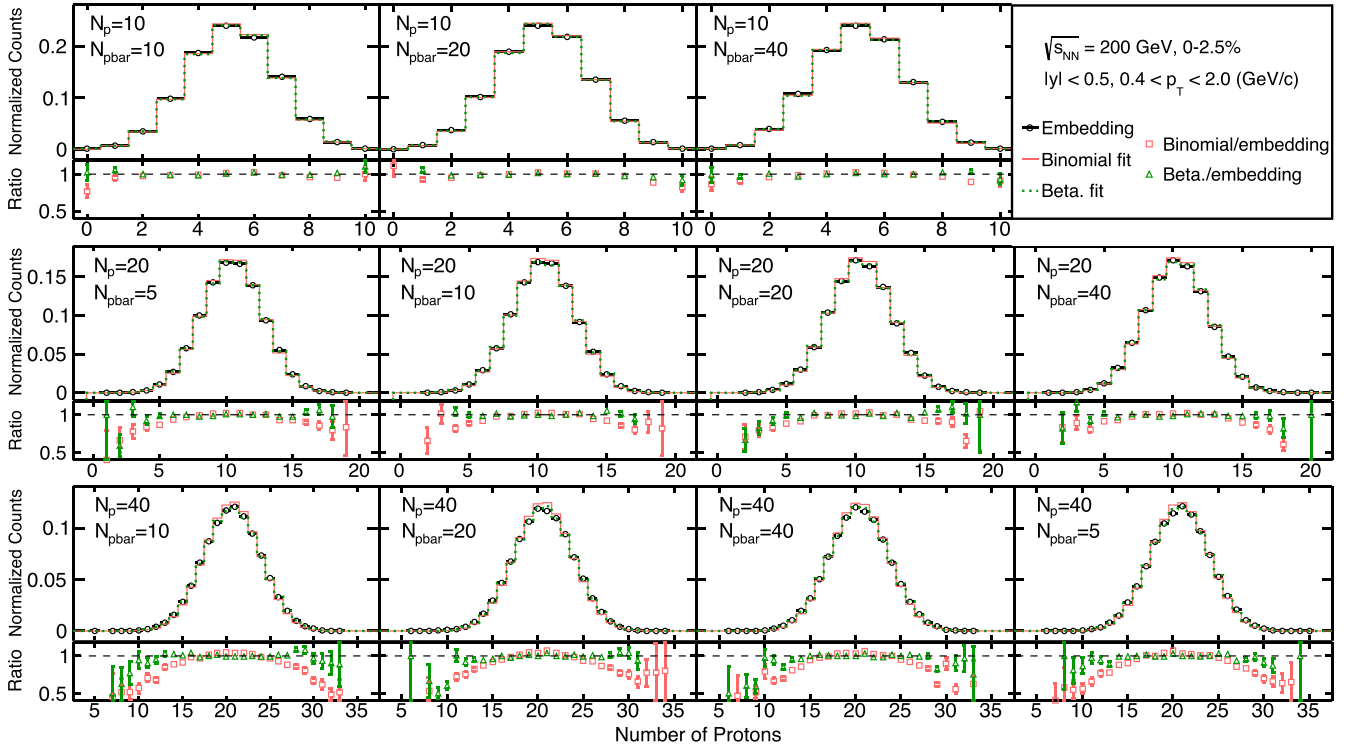 Normalized Counts
0.2
0.1
0
N_p=10
N_pbar=10
N_p=10
N_pbar=20
N_p=10
N_pbar=40
√s_NN = 200 GeV, 0-2.5%
|y| < 0.5, 0.4 < p_T < 2.0 (GeV/c)
Embedding
Binomial fit
Beta. fit
Binomial/embedding
Beta./embedding
Ratio
1
0.5
0 2 4 6 8 10
0 2 4 6 8 10
0 2 4 6 8 10
Normalized Counts
0.15
0.1
0.05
0
N_p=20
N_pbar=5
N_p=20
N_pbar=10
N_p=20
N_pbar=20
N_p=20
N_pbar=40
Ratio
1
0.5
0 5 10 15 20
0 5 10 15 20
0 5 10 15 20
0 5 10 15 20
Normalized Counts
0.1
0.05
0
N_p=40
N_pbar=10
N_p=40
N_pbar=20
N_p=40
N_pbar=40
N_p=40
N_pbar=5
Ratio
1
0.5
5 10 15 20 25 30 35
5 10 15 20 25 30 35
5 10 15 20 25 30 35
5 10 15 20 25 30 35
Number of Protons